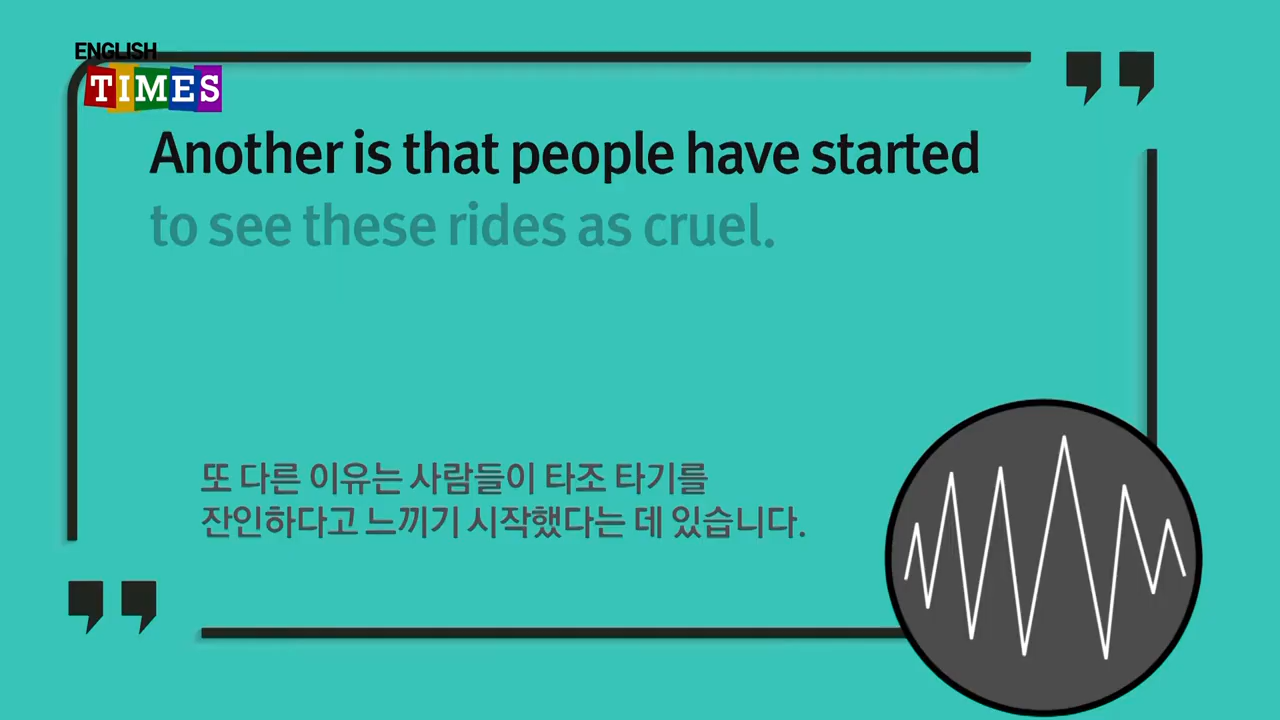 ENGLISH
TIMES
Another is that people have started
to see these rides as cruel.
또 다른 이유는 사람들이 타조 타기를
잔인하다고 느끼기 시작했다는 데 있습니다.